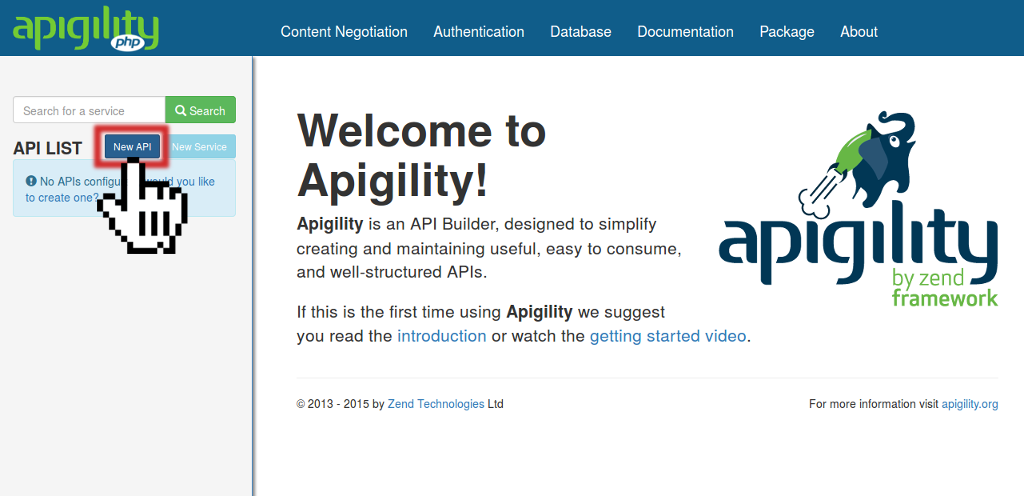 apigility
php
Content Negotiation Authentication Database Documentation Package About
Search for a service Search
API LIST New API New Service
No APIs would you like
to create one?
Welcome to
Apigility!
Apigility is an API Builder, designed to simplify
creating and maintaining useful, easy to consume,
and well-structured APIs.
If this is the first time using Apigility we suggest
you read the introduction or watch the getting started video.
apigility
by zend
framework
© 2013 - 2015 by Zend Technologies Ltd
For more information visit apigility.org